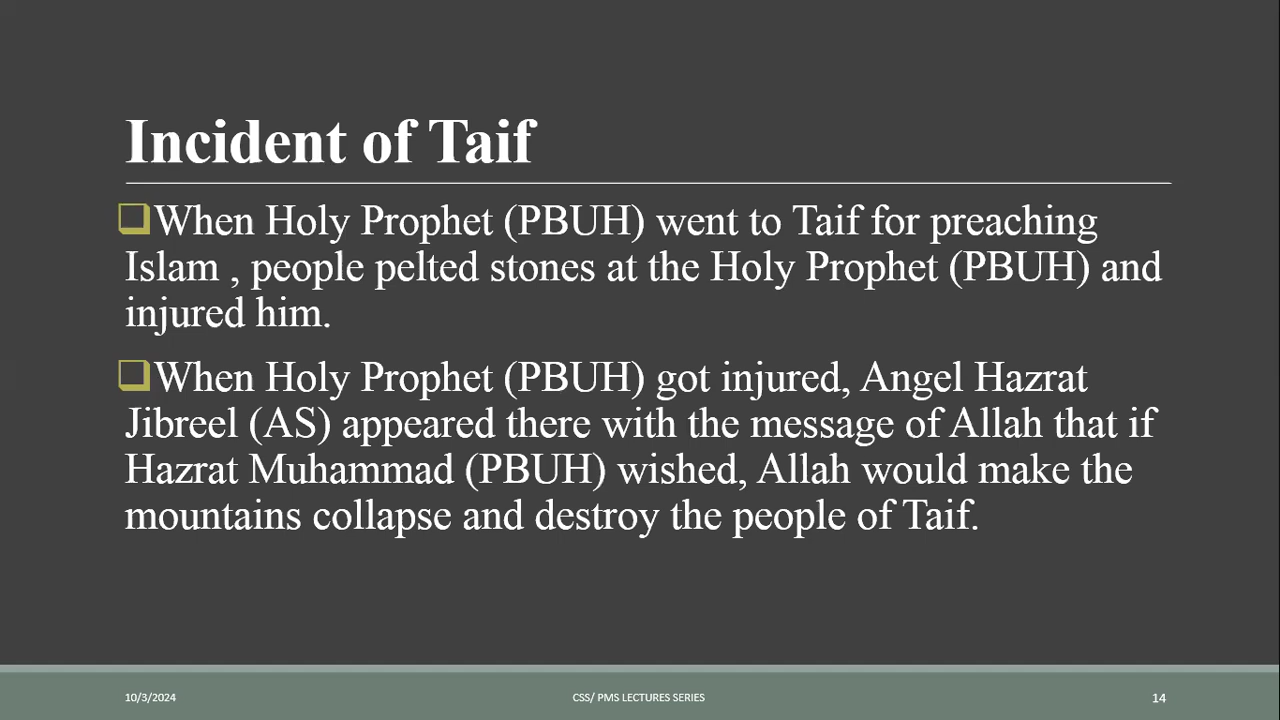 Incident of Taif
❑When Holy Prophet (PBUH) went to Taif for preaching
Islam , people pelted stones at the Holy Prophet (PBUH) and
injured him.
❑When Holy Prophet (PBUH) got injured, Angel Hazrat
Jibreel (AS) appeared there with the message of Allah that if
Hazrat Muhammad (PBUH) wished, Allah would make the
mountains collapse and destroy the people of Taif.
10/3/2024
CSS/ PMS LECTURES SERIES
14